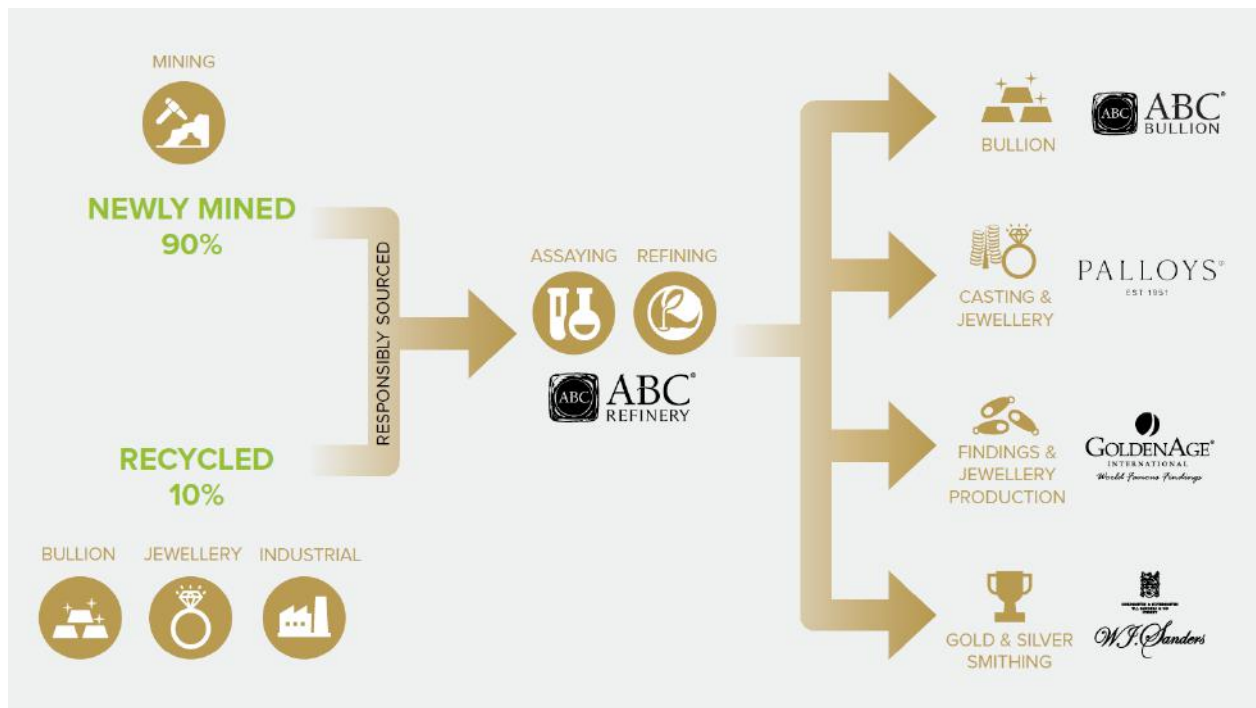 MINING
NEWLY MINED
90%
RESPONSIBLY SOURCED
RECYCLED
10%
BULLION
JEWELLERY
INDUSTRIAL
ASSAYING
REFINING
ABC
ABC®
REFINERY
BULLION
ABC
ABC®
BULLION
CASTING &
JEWELLERY
PALLOYS®
EST 1951
FINDINGS &
JEWELLERY
PRODUCTION
GOLDENAGE®
INTERNATIONAL
World Famous Findings
GOLD & SILVER
SMITHING
W.J. Sanders